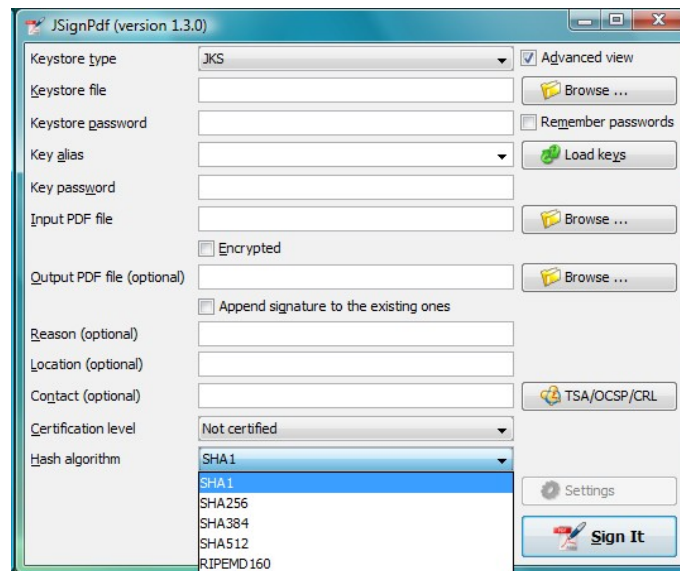 JSignPdf (version 1.3.0)
Keystore type JKS Advanced view
Keystore file Browse ...
Keystore password Remember passwords
Key alias Load keys
Key password
Input PDF file Browse ...
Encrypted
Output PDF file (optional) Browse ...
Append signature to the existing ones
Reason (optional)
Location (optional)
Contact (optional) TSA/OCSP/CRL
Certification level Not certified
Hash algorithm SHA1
SHA1
SHA256 Settings
SHA384
SHA512 Sign It
RIPEMD160